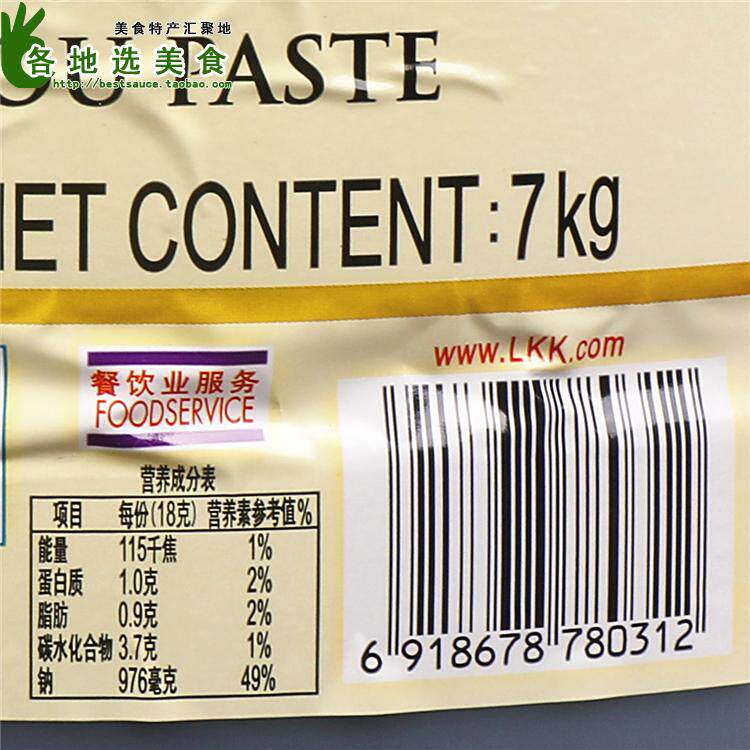 美食特产汇聚地
各地选美食
http://bestsauce.taobao.com
OU PASTE
NET CONTENT:7kg
www.LKK.com
餐饮业服务
FOODSERVICE
营养成分表
项目 每份(18克) 营养素参考值%
能量 115千焦 1%
蛋白质 1.0克 2%
脂肪 0.9克 2%
碳水化合物 3.7克 1%
钠 976毫克 49%
6 918678 780312